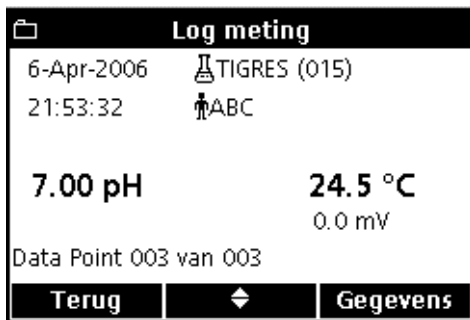 Log meting
6-Apr-2006 TIGRES (015)
21:53:32 ABC
7.00 pH 24.5 °C
0.0 mV
Data Point 003 van 003
Terug Gegevens